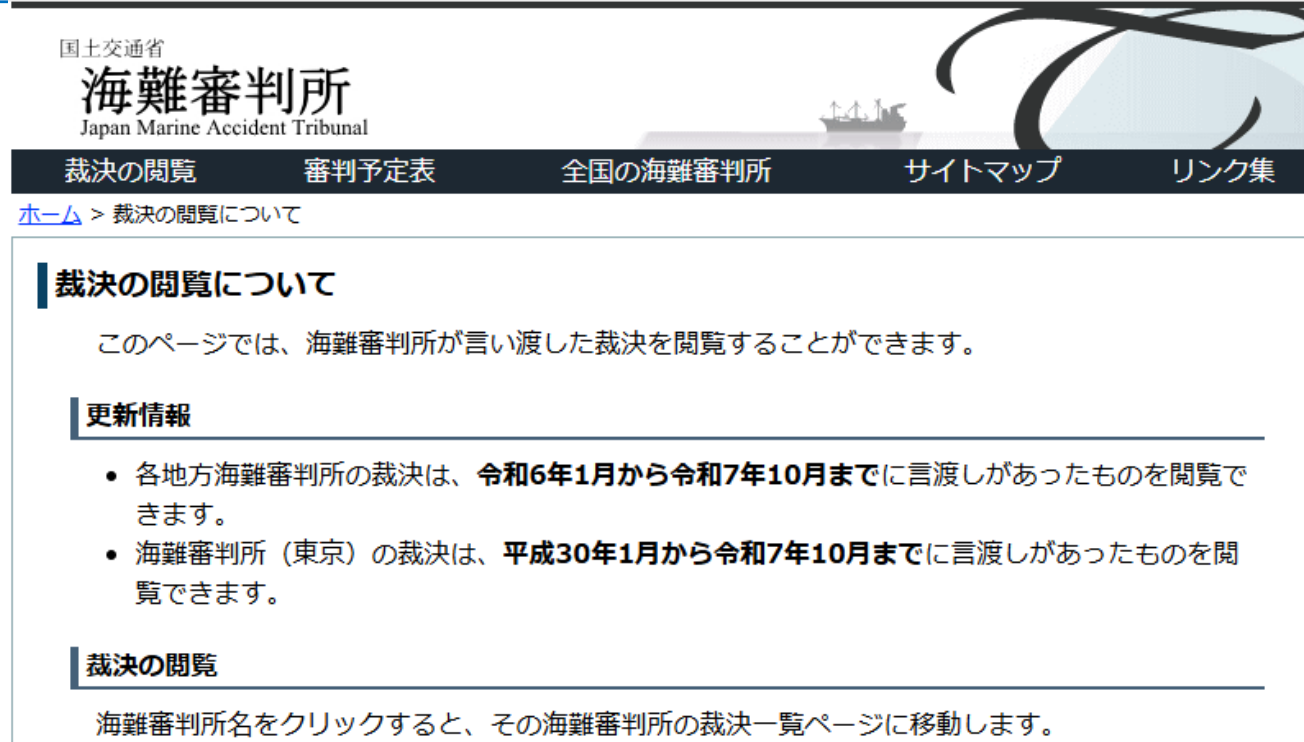 国土交通省
海難審判所
Japan Marine Accident Tribunal
裁決の閲覧 審判予定表 全国の海難審判所 サイトマップ リンク集
ホーム > 裁決の閲覧について
裁決の閲覧について
このページでは、海難審判所が言い渡した裁決を閲覧することができます。
更新情報
• 各地方海難審判所の裁決は、令和6年1月から令和7年10月までに言渡しがあったものを閲覧で
きます。
• 海難審判所（東京）の裁決は、平成30年1月から令和7年10月までに言渡しがあったものを閲
覧できます。
裁決の閲覧
海難審判所名をクリックすると、その海難審判所の裁決一覧ページに移動します。